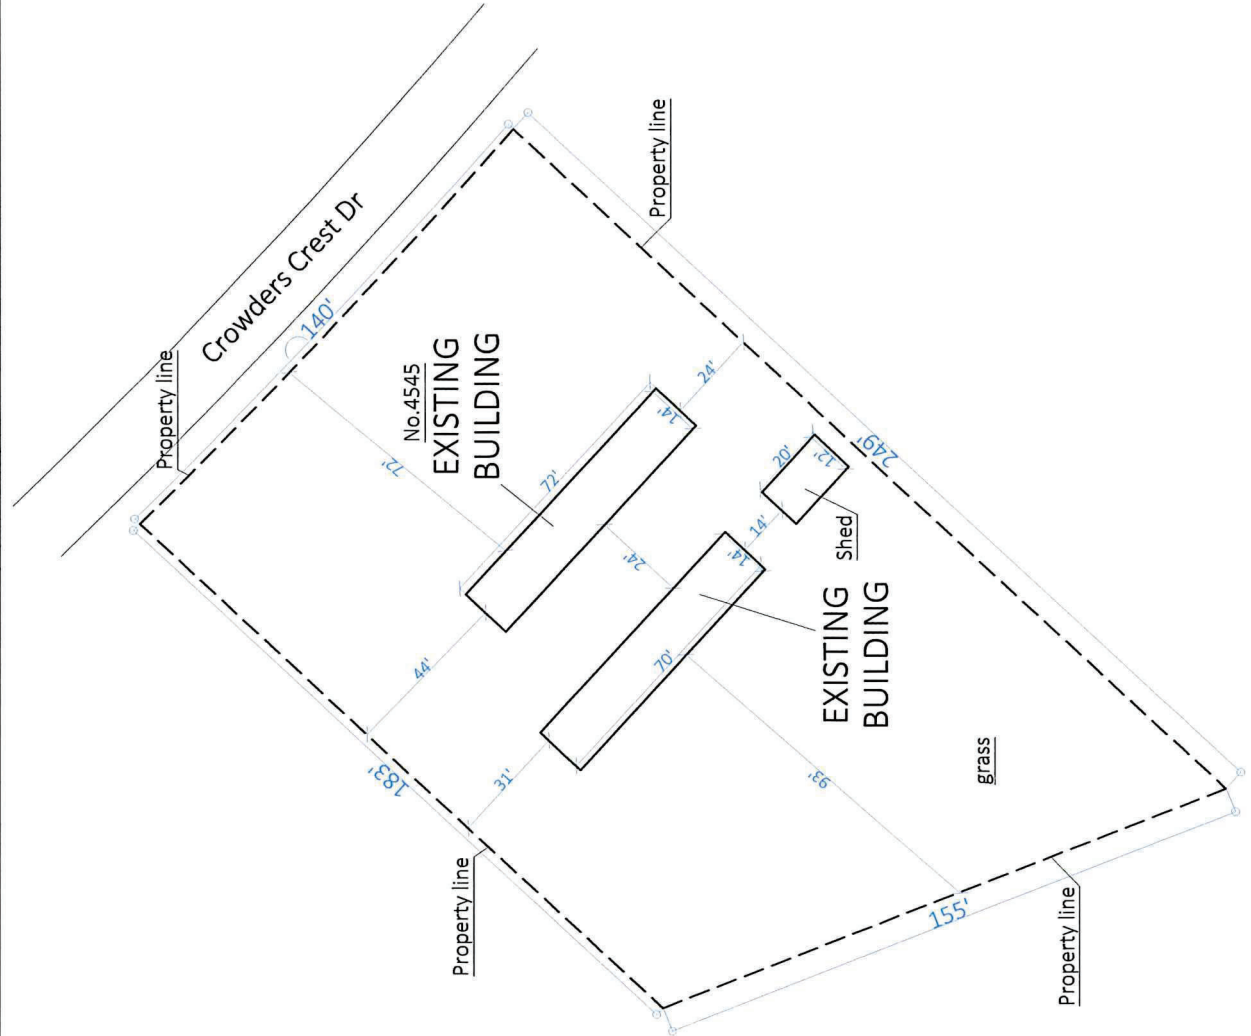 Crowders Crest Dr
Property line
140'
Property line
72'
No.4545
EXISTING
BUILDING
72'
14'
24'
44'
24'
20'
12'
249'
Shed
14'
14'
183'
31'
70'
EXISTING
BUILDING
93'
grass
Property line
155'
Property line